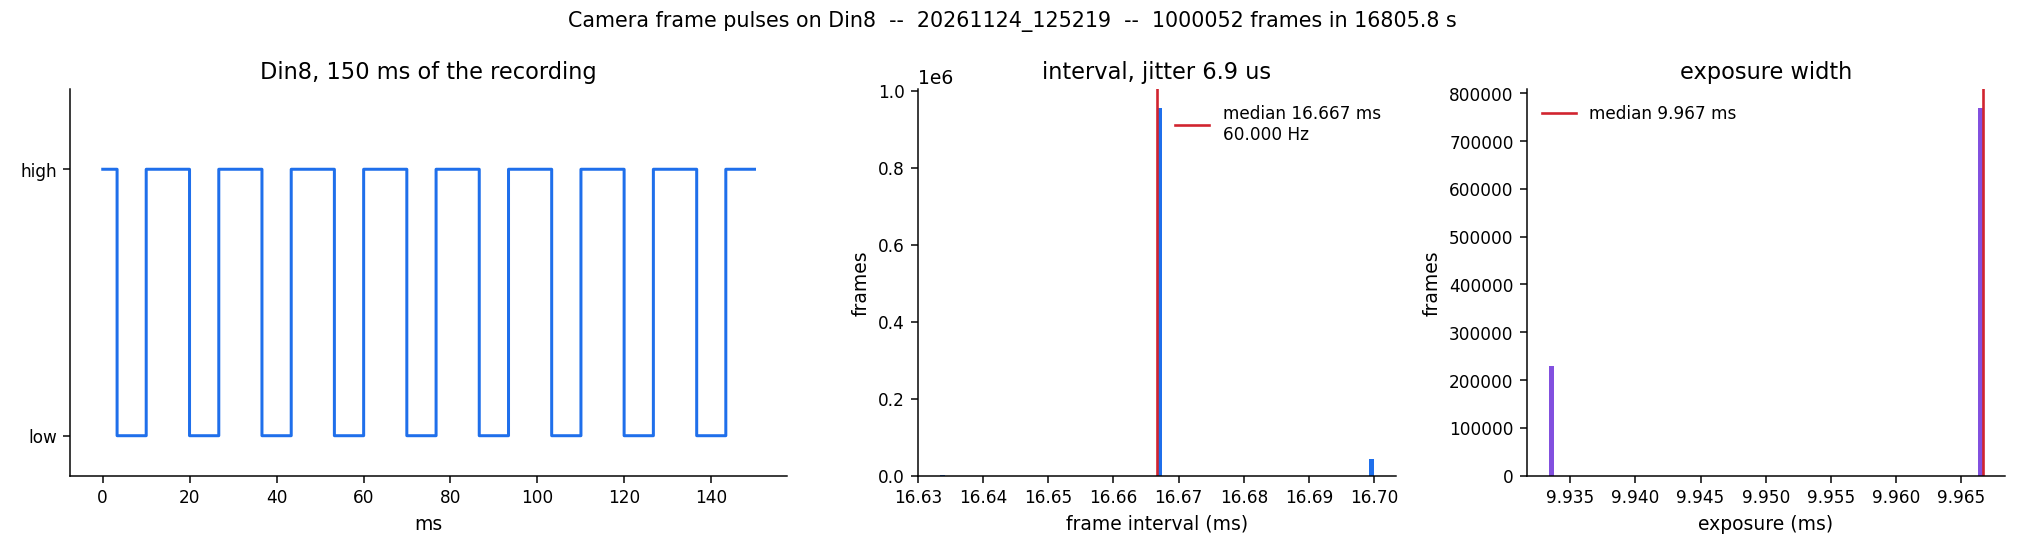 Camera frame pulses on Din8  --  20261124_125219  --  1000052 frames in 16805.8 s
Din8, 150 ms of the recording
high
low
0 20 40 60 80 100 120 140
ms
interval, jitter 6.9 us
1e6
1.0
0.8
0.6
0.4
0.2
0.0
frames
median 16.667 ms
60.000 Hz
16.63 16.64 16.65 16.66 16.67 16.68 16.69 16.70
frame interval (ms)
exposure width
800000
700000
600000
500000
400000
300000
200000
100000
0
frames
median 9.967 ms
9.935 9.940 9.945 9.950 9.955 9.960 9.965
exposure (ms)